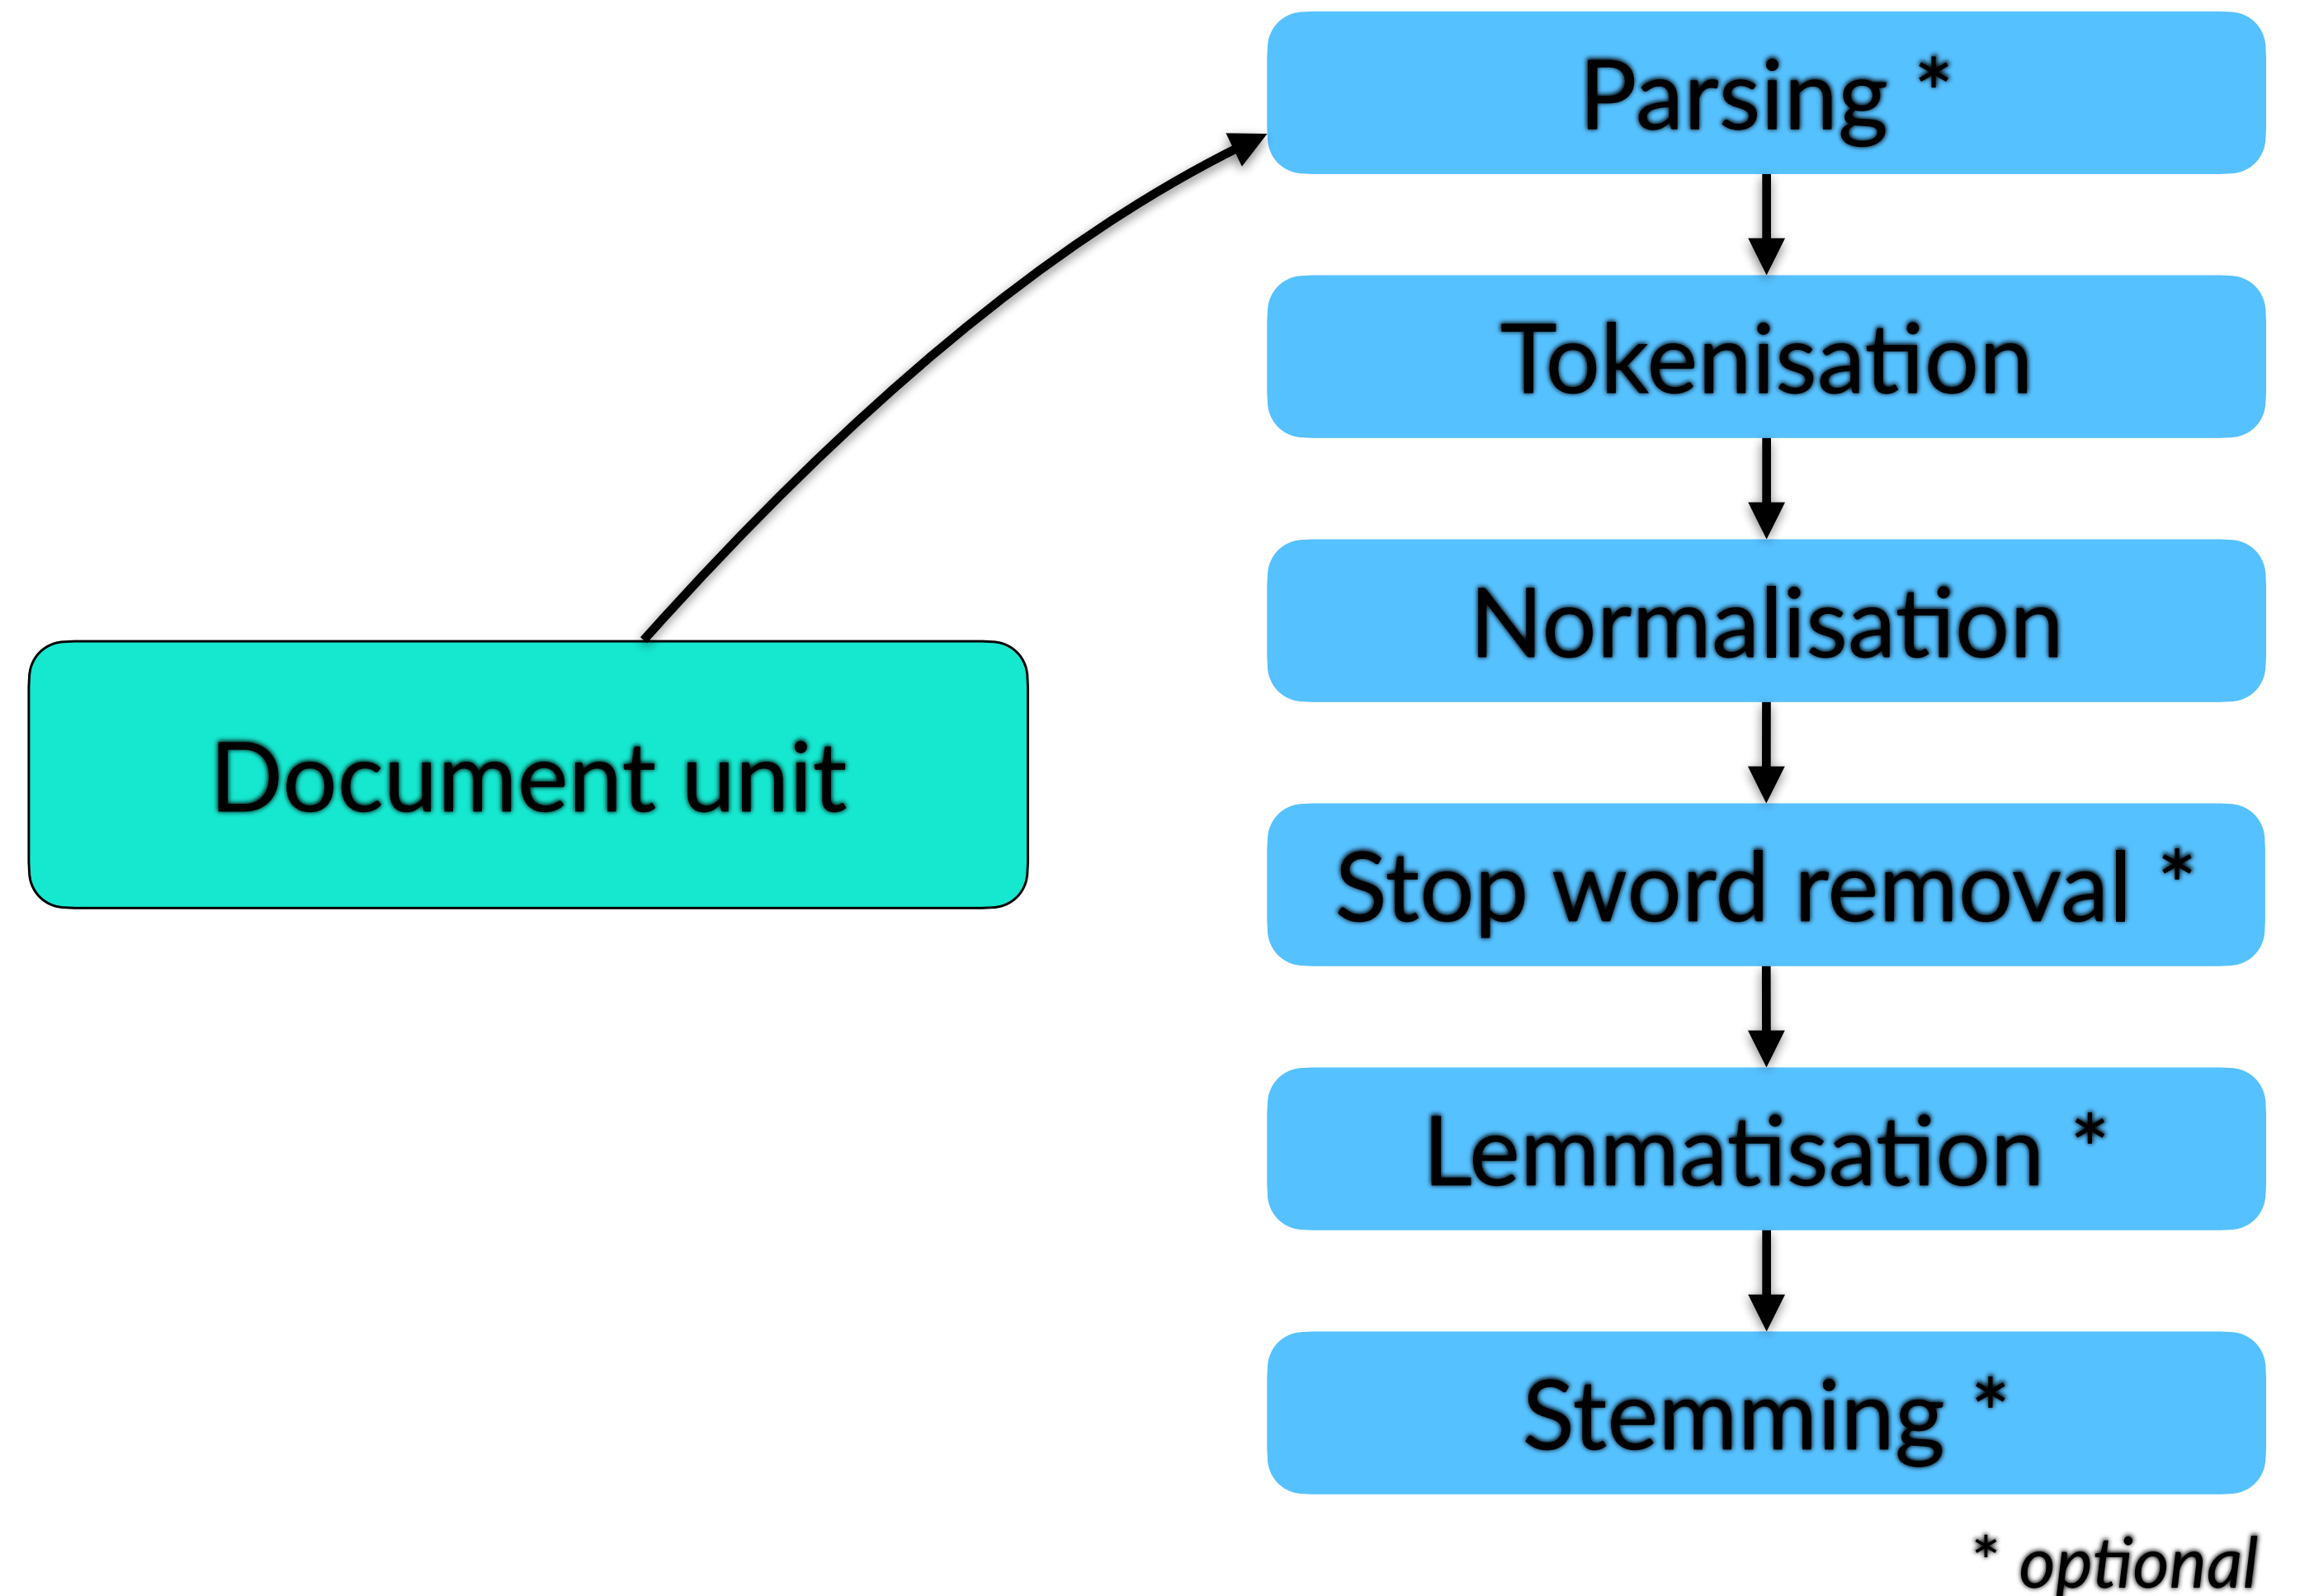 Parsing *
Tokenisation
Normalisation
Document unit
Stop word removal *
Lemmatisation *
Stemming *
* optional